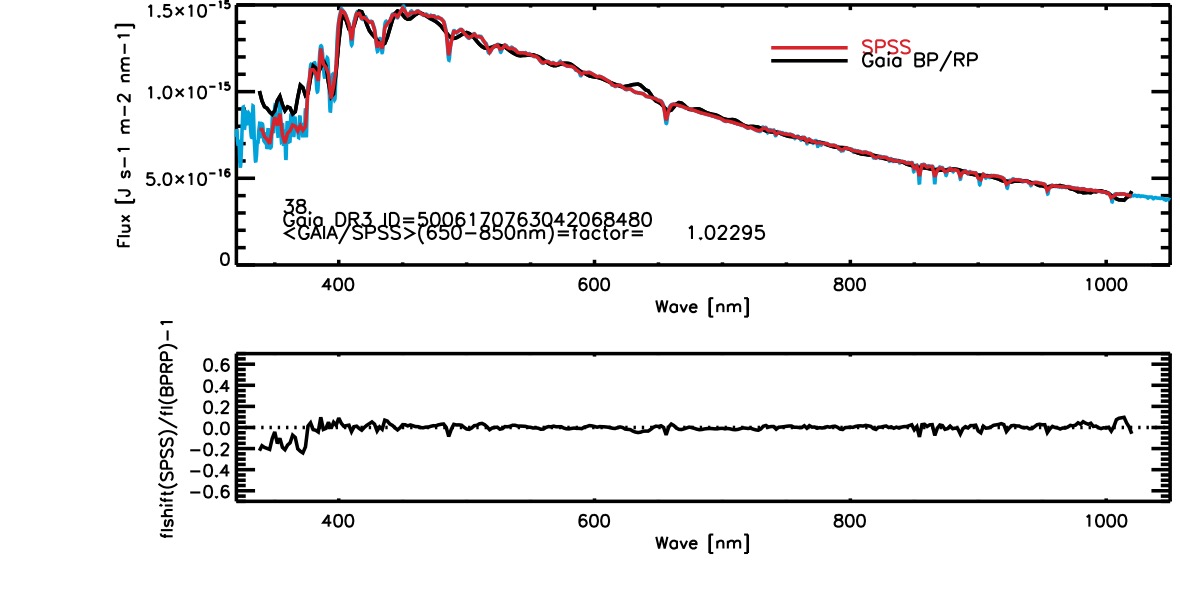 1.5×10−15
SPSS
Gaia BP/RP
1.0×10−15
5.0×10−16
0
Flux [J s−1 m−2 nm−1]
38.
Gaia DR3 ID=5006170763042068480
<GAIA/SPSS>(650−850nm)=factor= 1.02295
400 600 800 1000
Wave [nm]
flshift(SPSS)/fl(BPRP)−1
0.6
0.4
0.2
0.0
−0.2
−0.4
−0.6
400 600 800 1000
Wave [nm]